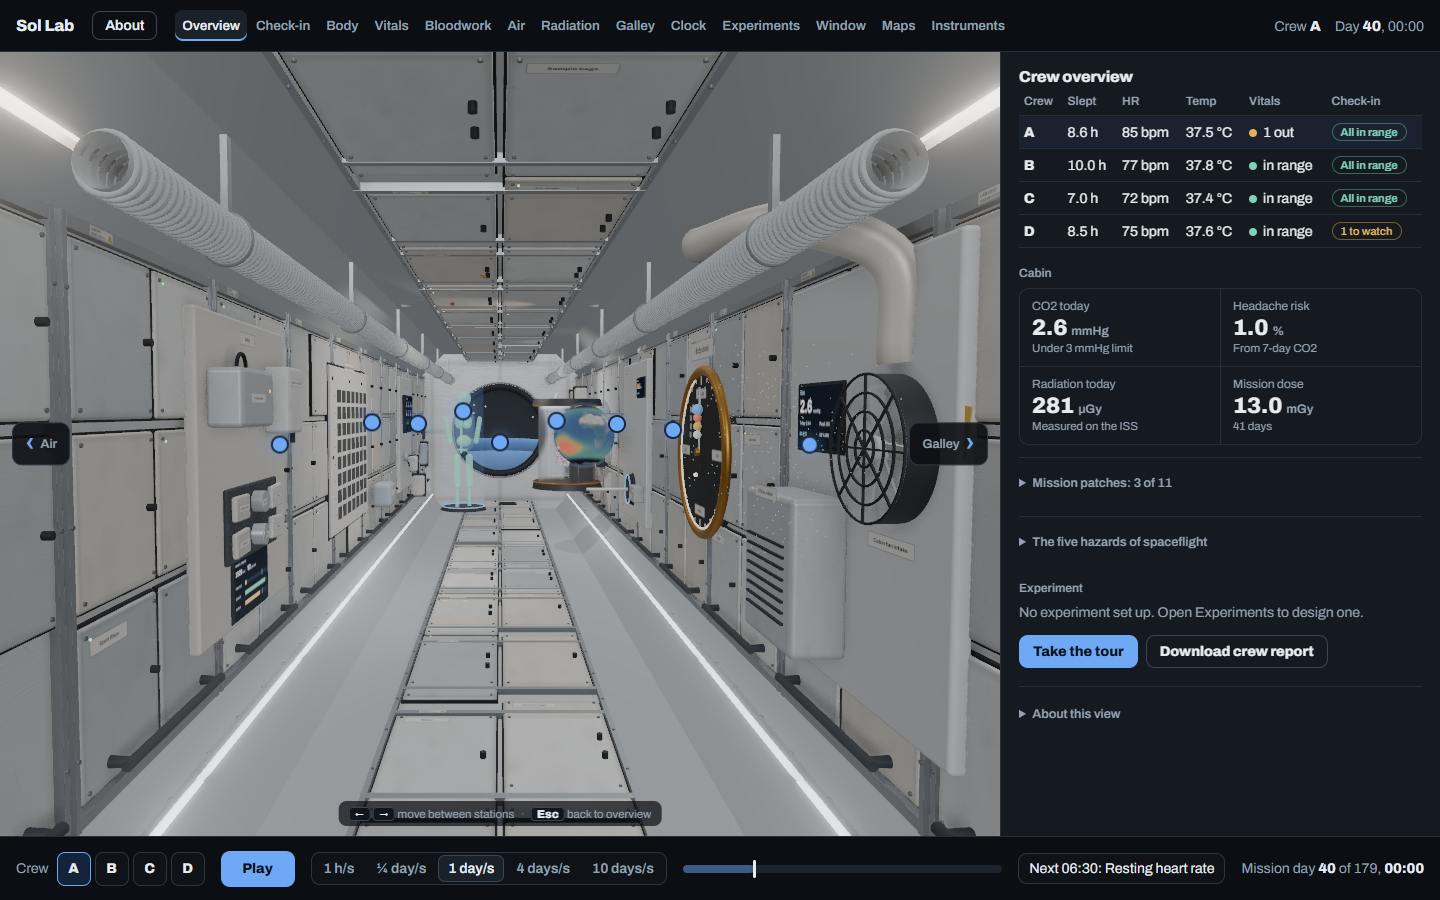 Sol Lab
About
Overview
Check-in
Body
Vitals
Bloodwork
Air
Radiation
Galley
Clock
Experiments
Window
Maps
Instruments
Crew A
Day 40, 00:00
Air
Galley
← → move between stations · Esc back to overview
Crew overview
Crew Slept HR Temp Vitals Check-in
A 8.6 h 85 bpm 37.5 °C 1 out All in range
B 10.0 h 77 bpm 37.8 °C in range All in range
C 7.0 h 72 bpm 37.4 °C in range All in range
D 8.5 h 75 bpm 37.6 °C in range 1 to watch
Cabin
CO2 today
2.6 mmHg
Under 3 mmHg limit
Headache risk
1.0 %
From 7-day CO2
Radiation today
281 µGy
Measured on the ISS
Mission dose
13.0 mGy
41 days
Mission patches: 3 of 11
The five hazards of spaceflight
Experiment
No experiment set up. Open Experiments to design one.
Take the tour
Download crew report
About this view
Crew A B C D
Play
1 h/s
¼ day/s
1 day/s
4 days/s
10 days/s
Next 06:30: Resting heart rate
Mission day 40 of 179, 00:00